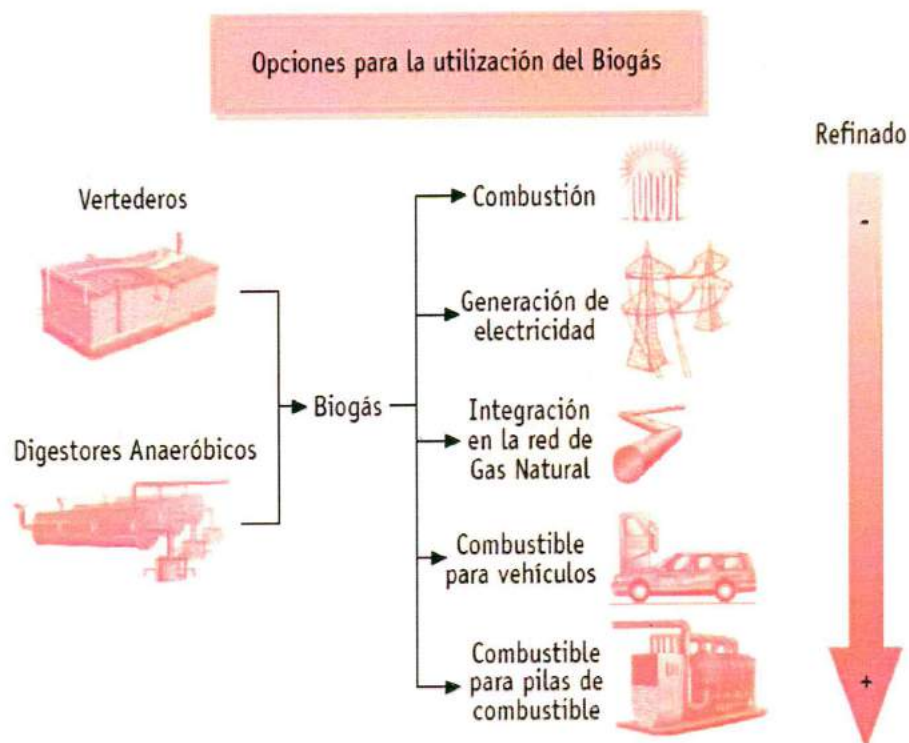 Opciones para la utilización del Biogás
Refinado
-
Vertederos
Digestores Anaeróbicos
Biogás
Combustión
Generación de
electricidad
Integración
en la red de
Gas Natural
Combustible
para vehículos
Combustible
para pilas de
combustible
+